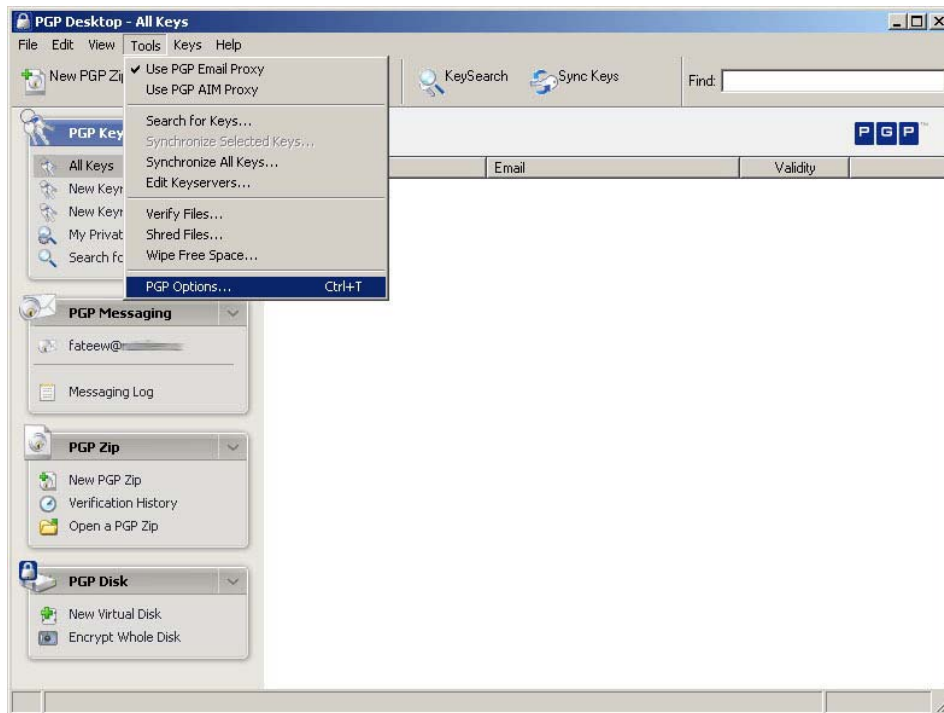 PGP Desktop - All Keys
File Edit View Tools Keys Help
New PGP Zip
Use PGP Email Proxy
Use PGP AIM Proxy
Search for Keys...
Synchronize Selected Keys...
Synchronize All Keys...
Edit Keyservers...
Verify Files...
Shred Files...
Wipe Free Space...
PGP Options... Ctrl+T
KeySearch Sync Keys Find:
PGP Key
PGP™
Email Validity
All Keys
New Keyr
New Keyr
My Privat
Search fo
PGP Messaging
fateew@
Messaging Log
PGP Zip
New PGP Zip
Verification History
Open a PGP Zip
PGP Disk
New Virtual Disk
Encrypt Whole Disk